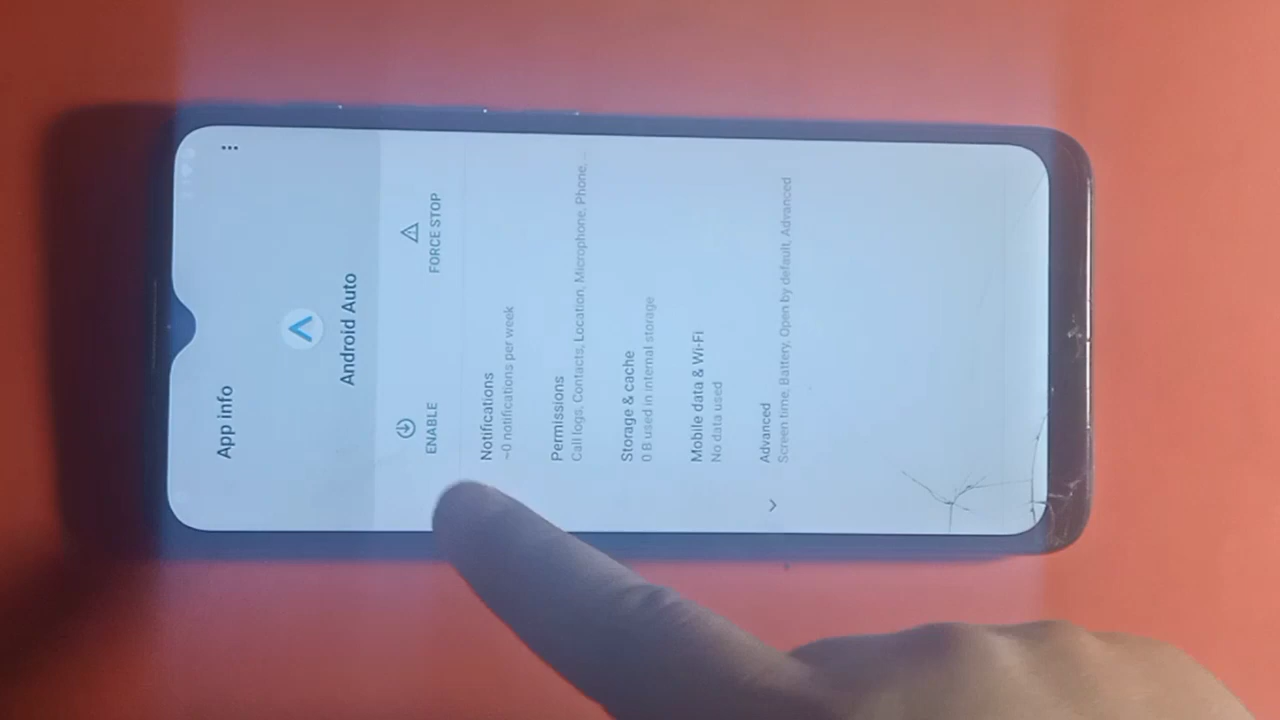 App info
Android Auto
ENABLE
FORCE STOP
Notifications
~0 notifications per week
Permissions
Call logs, Contacts, Location, Microphone, Phone,...
Storage & cache
0 B used in internal storage
Mobile data & Wi-Fi
No data used
Advanced
Screen time, Battery, Open by default, Advanced